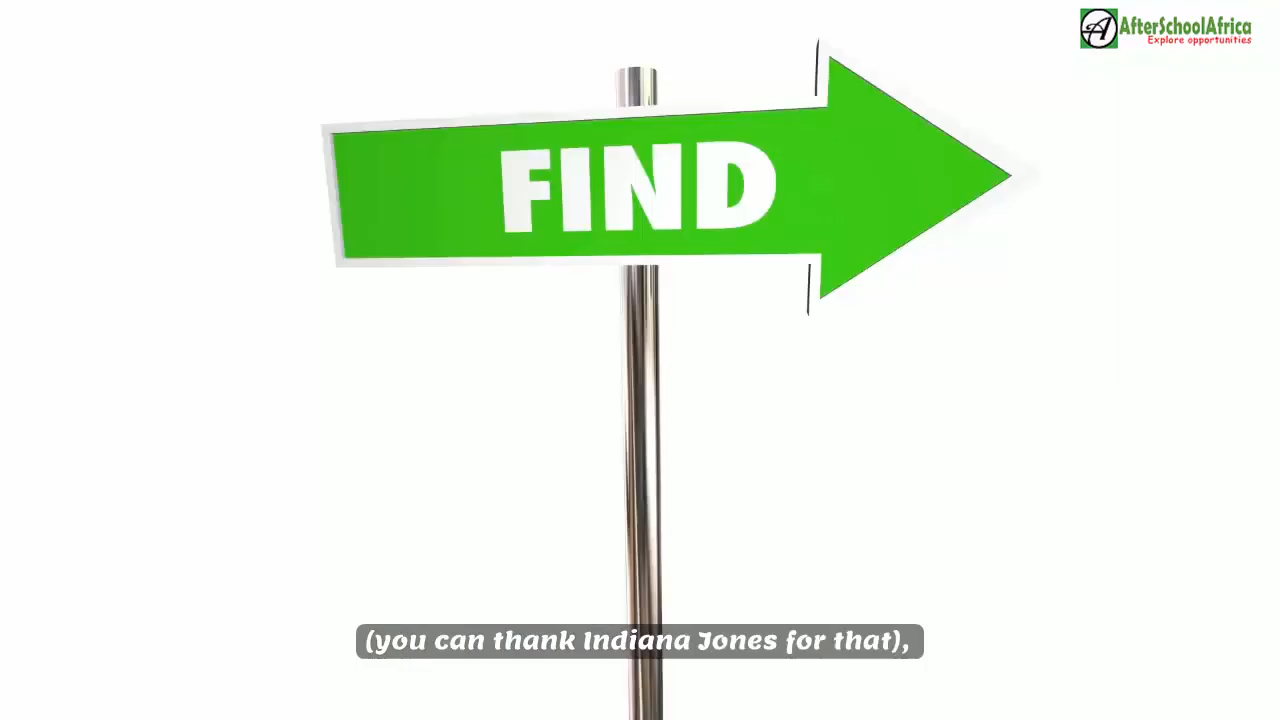 AfterSchoolAfrica
Explore opportunities
FIND
(you can thank Indiana Jones for that),